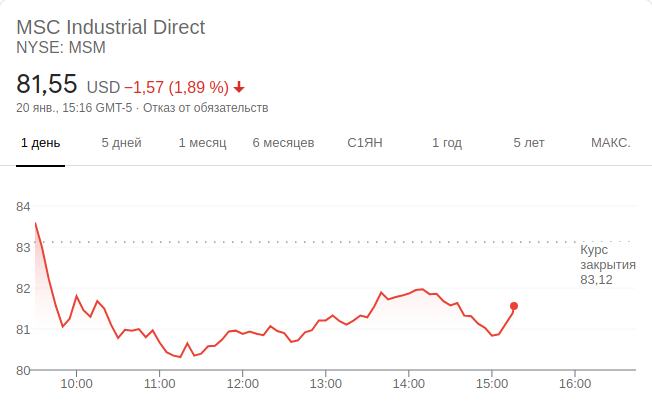 MSC Industrial Direct
NYSE: MSM
81,55 USD −1,57 (1,89 %)
20 янв., 15:16 GMT-5 · Отказ от обязательств
1 день 5 дней 1 месяц 6 месяцев С1ЯН 1 год 5 лет МАКС.
84
83
Курс
закрытия
83,12
82
81
80
10:00 11:00 12:00 13:00 14:00 15:00 16:00